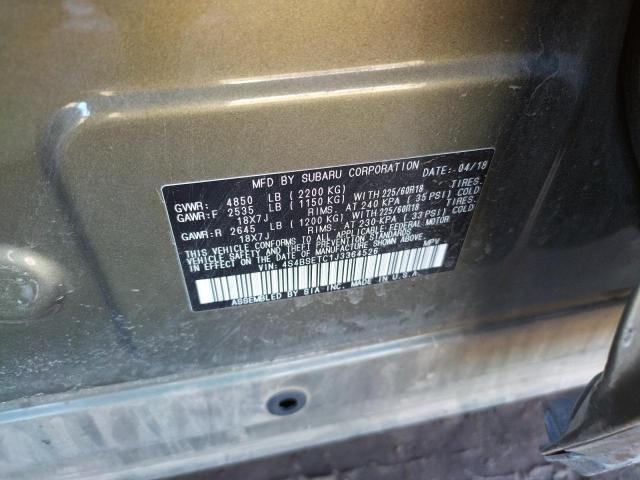 MFD BY SUBARU CORPORATION DATE: 04/18
GVWR: 4850 LB (2200 KG) TIRES.
GAWR:F 2535 LB (1150 KG) WITH 225/60R18
18X7J RIMS. AT 240 KPA (35 PSI) COLD
GAWR:R 2645 LB (1200 KG) WITH 225/60R18 TIRES.
18X7J RIMS. AT 230 KPA (33 PSI) COLD
THIS VEHICLE CONFORMS TO ALL APPLICABLE FEDERAL MOTOR
VEHICLE SAFETY AND THEFT PREVENTION STANDARDS
IN EFFECT ON THE DATE OF MANUFACTURE SHOWN ABOVE.
VIN: 4S4BSETC1J3364526 MPV
ASSEMBLED BY SIA INC. MADE IN U.S.A.